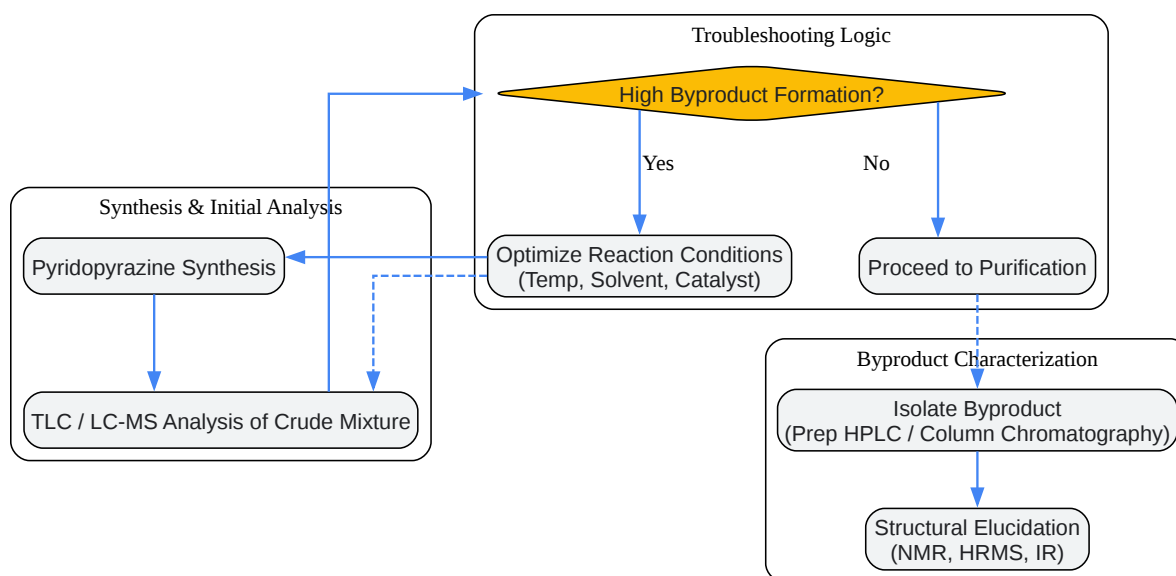 Troubleshooting Logic
High Byproduct Formation?
Yes
No
Synthesis & Initial Analysis
Pyridopyrazine Synthesis
Optimize Reaction Conditions
(Temp, Solvent, Catalyst)
Proceed to Purification
TLC / LC-MS Analysis of Crude Mixture
Byproduct Characterization
Isolate Byproduct
(Prep HPLC / Column Chromatography)
Structural Elucidation
(NMR, HRMS, IR)